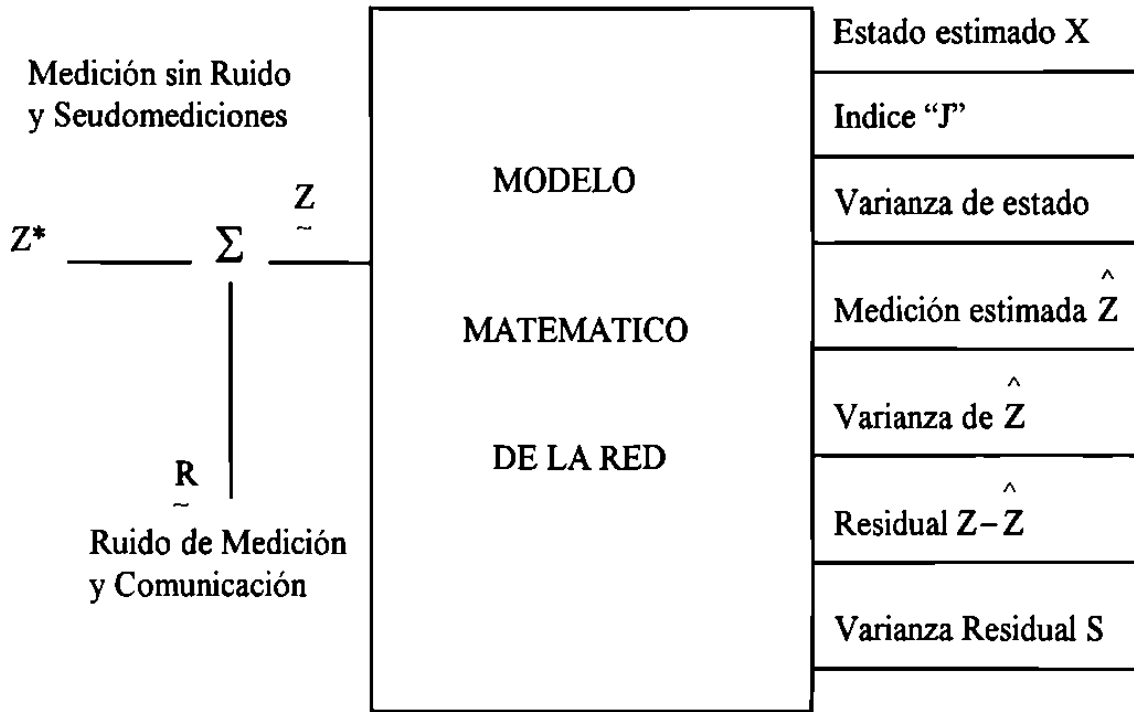 Medición sin Ruido
y Seudomediciones
Z* Σ Z
~
R
~
Ruido de Medición
y Comunicación
MODELO
MATEMATICO
DE LA RED
Estado estimado X
Indice “J”
Varianza de estado
Medición estimada Ẑ
Varianza de Ẑ
Residual Z−Ẑ
Varianza Residual S